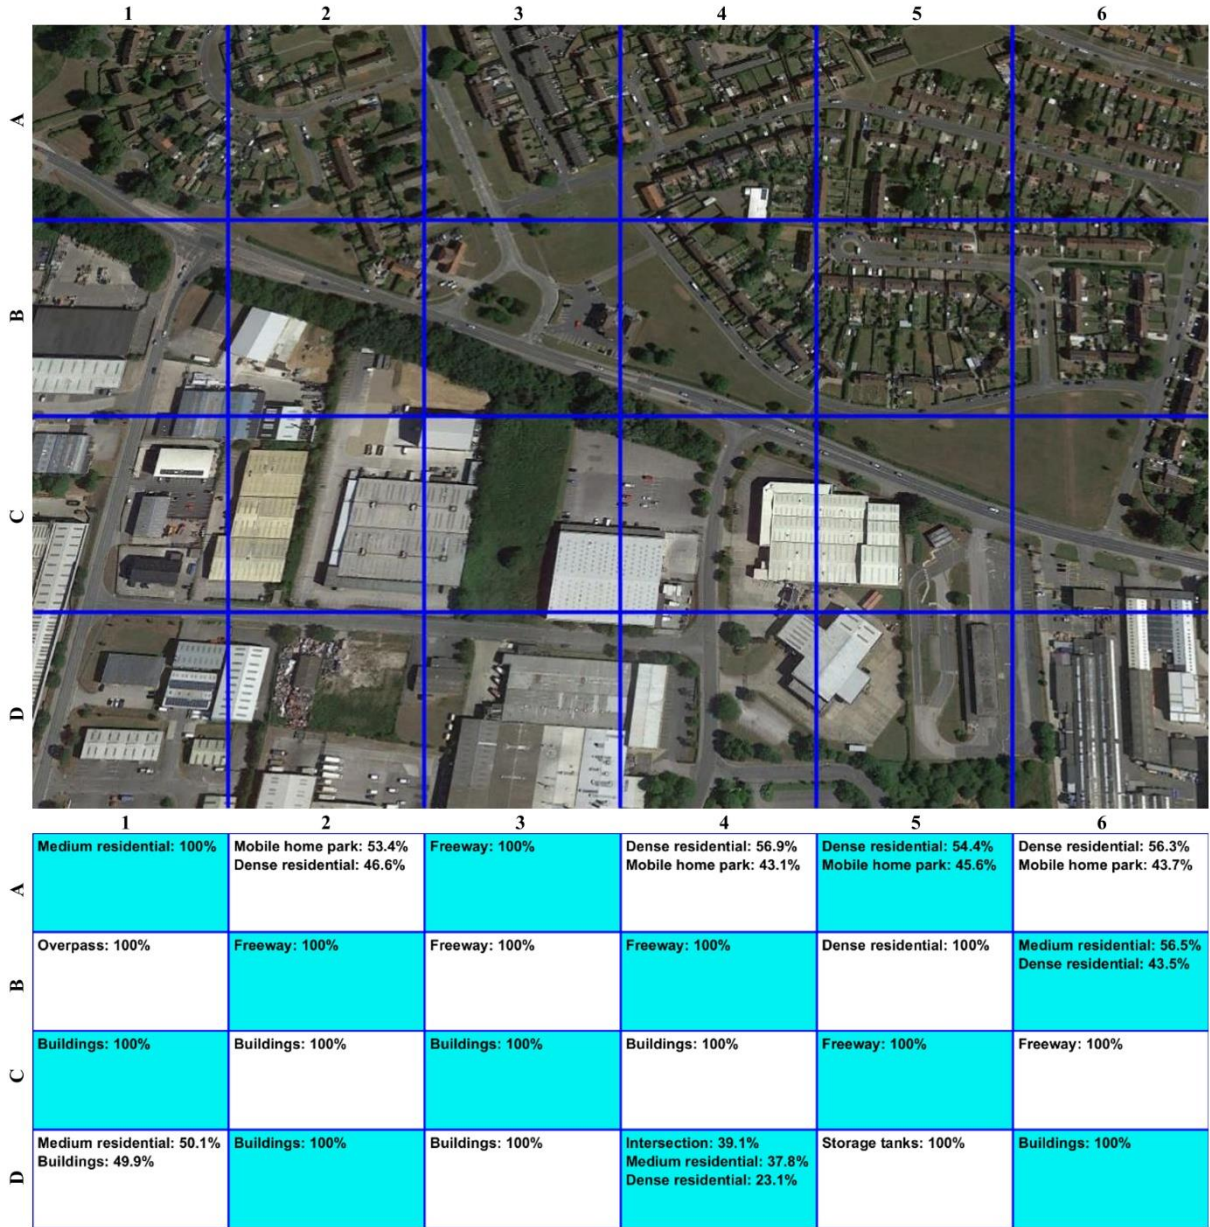 1 2 3 4 5 6
A
B
C
D
1 2 3 4 5 6
A
Medium residential: 100%
Mobile home park: 53.4%
Dense residential: 46.6%
Freeway: 100%
Dense residential: 56.9%
Mobile home park: 43.1%
Dense residential: 54.4%
Mobile home park: 45.6%
Dense residential: 56.3%
Mobile home park: 43.7%
B
Overpass: 100%
Freeway: 100%
Freeway: 100%
Freeway: 100%
Dense residential: 100%
Medium residential: 56.5%
Dense residential: 43.5%
C
Buildings: 100%
Buildings: 100%
Buildings: 100%
Buildings: 100%
Freeway: 100%
Freeway: 100%
D
Medium residential: 50.1%
Buildings: 49.9%
Buildings: 100%
Buildings: 100%
Intersection: 39.1%
Medium residential: 37.8%
Dense residential: 23.1%
Storage tanks: 100%
Buildings: 100%